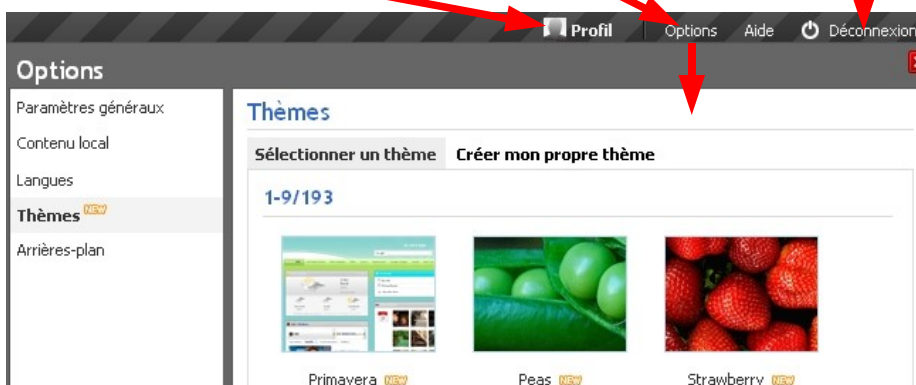 Profil Options Aide Déconnexion
Options
Paramètres généraux
Contenu local
Langues
Thèmes NEW
Arrières-plan
Thèmes
Sélectionner un thème Créer mon propre thème
1-9/193
Primavera NEW Peas NEW Strawberry NEW